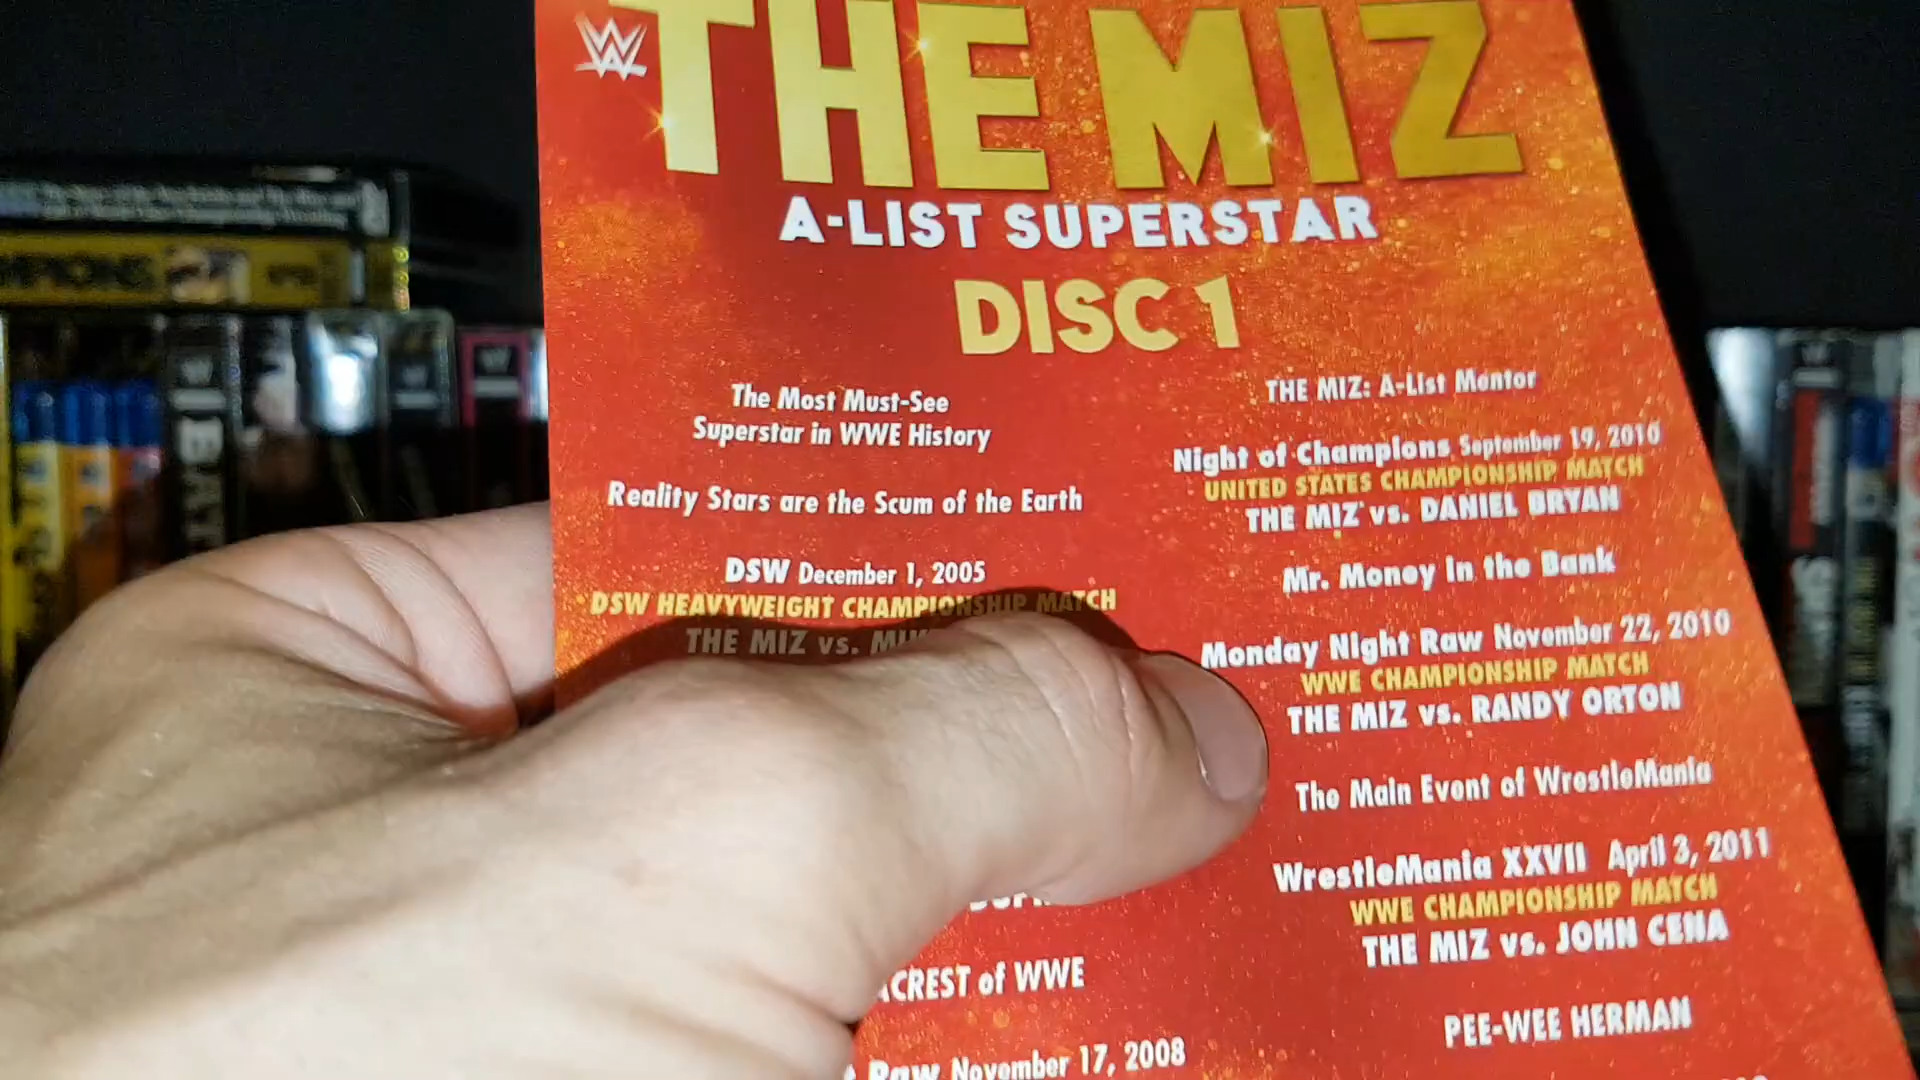 THE MIZ
A-LIST SUPERSTAR
DISC 1
The Most Must-See
Superstar in WWE History
Reality Stars are the Scum of the Earth
DSW December 1, 2005
DSW HEAVYWEIGHT CHAMPIONSHIP MATCH
THE MIZ vs.
of WWE
Raw November 17, 2008
THE MIZ: A-List Mentor
Night of Champions September 19, 2010
UNITED STATES CHAMPIONSHIP MATCH
THE MIZ vs. DANIEL BRYAN
Mr. Money in the Bank
Monday Night Raw November 22, 2010
WWE CHAMPIONSHIP MATCH
THE MIZ vs. RANDY ORTON
The Main Event of WrestleMania
WrestleMania XXVII April 3, 2011
WWE CHAMPIONSHIP MATCH
THE MIZ vs. JOHN CENA
PEE-WEE HERMAN